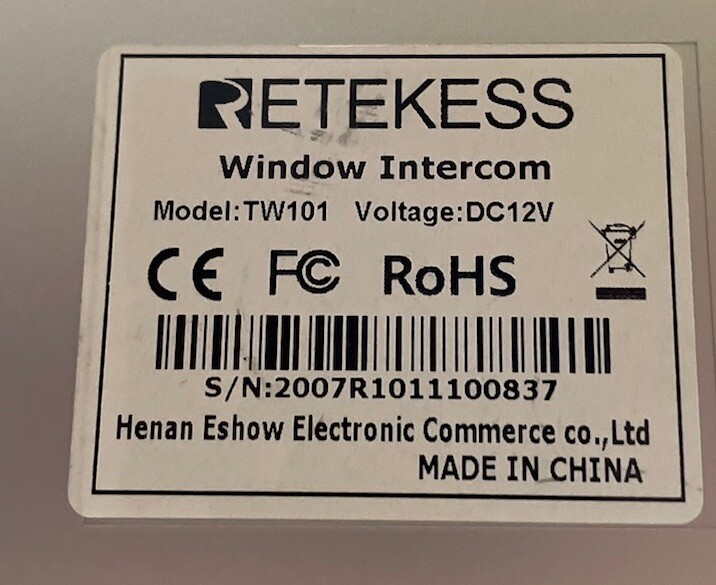 RETEKESS
Window Intercom
Model:TW101 Voltage:DC12V
CE FC RoHS
S/N:2007R1011100837
Henan Eshow Electronic Commerce co.,Ltd
MADE IN CHINA